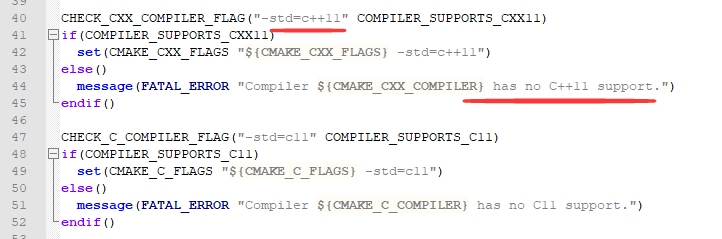 39
40 CHECK_CXX_COMPILER_FLAG("-std=c++11" COMPILER_SUPPORTS_CXX11)
41 if(COMPILER_SUPPORTS_CXX11)
42 set(CMAKE_CXX_FLAGS "${CMAKE_CXX_FLAGS} -std=c++11")
43 else()
44 message(FATAL_ERROR "Compiler ${CMAKE_CXX_COMPILER} has no C++11 support.")
45 endif()
46
47 CHECK_C_COMPILER_FLAG("-std=c11" COMPILER_SUPPORTS_C11)
48 if(COMPILER_SUPPORTS_C11)
49 set(CMAKE_C_FLAGS "${CMAKE_C_FLAGS} -std=c11")
50 else()
51 message(FATAL_ERROR "Compiler ${CMAKE_C_COMPILER} has no C11 support.")
52 endif()
53